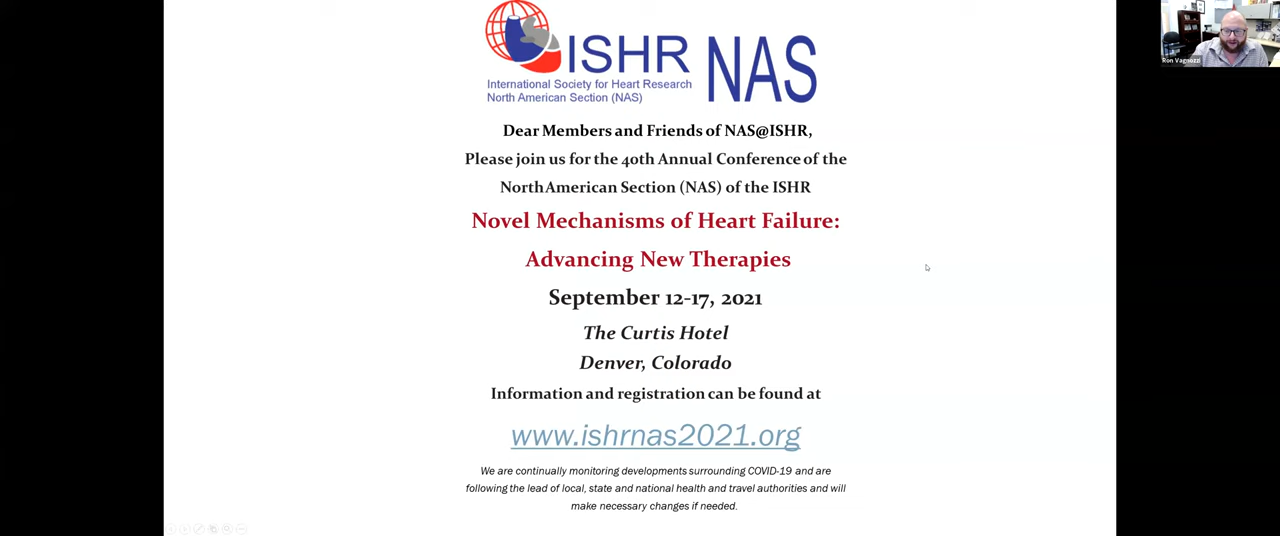 ISHR NAS
International Society for Heart Research
North American Section (NAS)
Dear Members and Friends of NAS@ISHR,
Please join us for the 40th Annual Conference of the
North American Section (NAS) of the ISHR
Novel Mechanisms of Heart Failure:
Advancing New Therapies
September 12-17, 2021
The Curtis Hotel
Denver, Colorado
Information and registration can be found at
www.ishrnas2021.org
We are continually monitoring developments surrounding COVID-19 and are
following the lead of local, state and national health and travel authorities and will
make necessary changes if needed.
Ron Vagnozzi